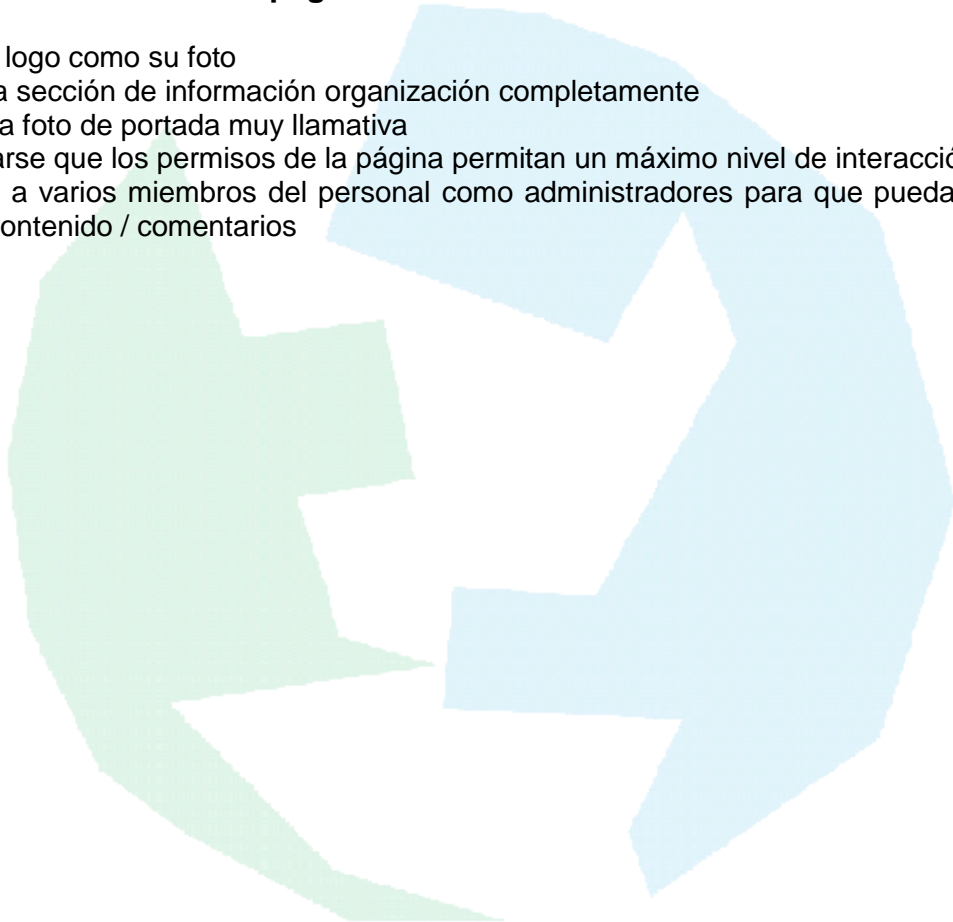 logo como su foto
a sección de información organización completamente
a foto de portada muy llamativa
arse que los permisos de la página permitan un máximo nivel de interacció
a varios miembros del personal como administradores para que pueda
ontenido / comentarios